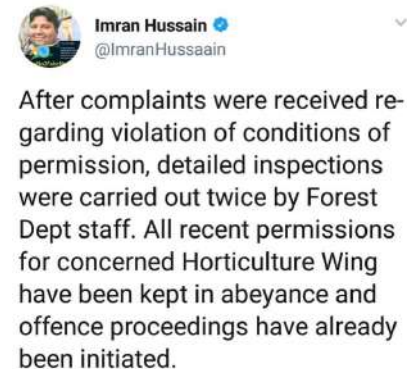 Imran Hussain
@ImranHussaain
After complaints were received re-
garding violation of conditions of
permission, detailed inspections
were carried out twice by Forest
Dept staff. All recent permissions
for concerned Horticulture Wing
have been kept in abeyance and
offence proceedings have already
been initiated.